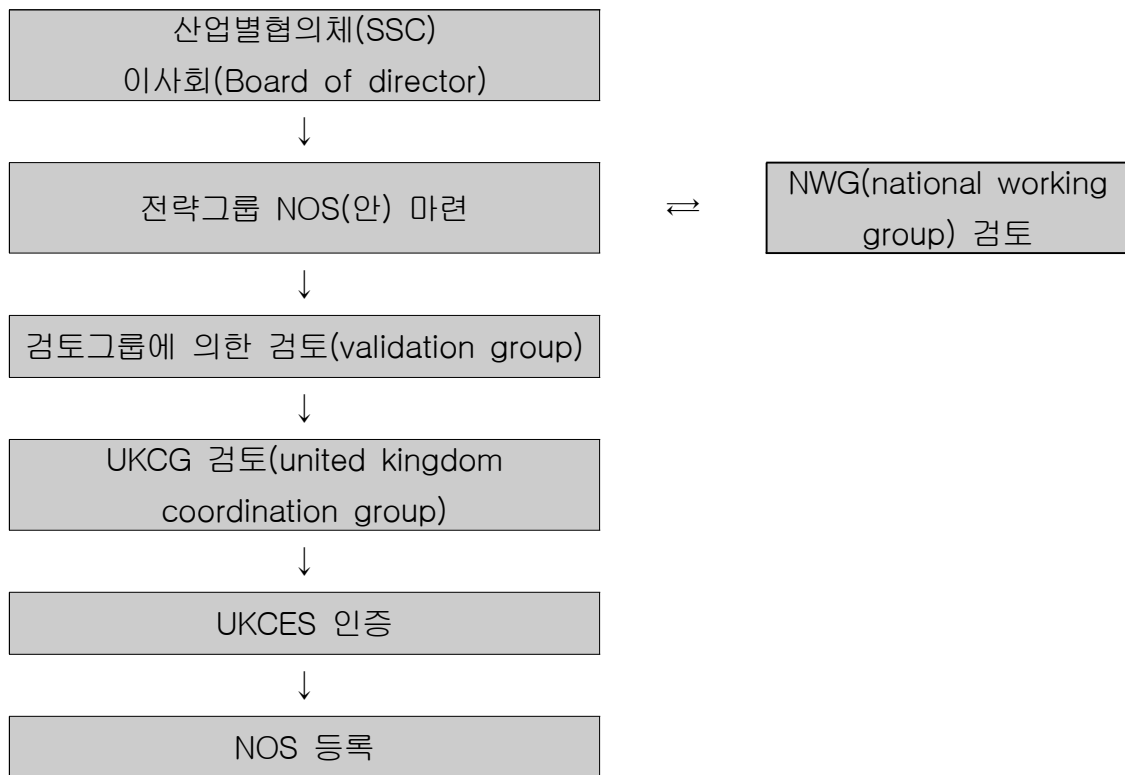 산업별협의체(SSC)
이사회(Board of director)
↓
전략그룹 NOS(안) 마련
⇄
NWG(national working
group) 검토
↓
검토그룹에 의한 검토(validation group)
↓
UKCG 검토(united kingdom
coordination group)
↓
UKCES 인증
↓
NOS 등록